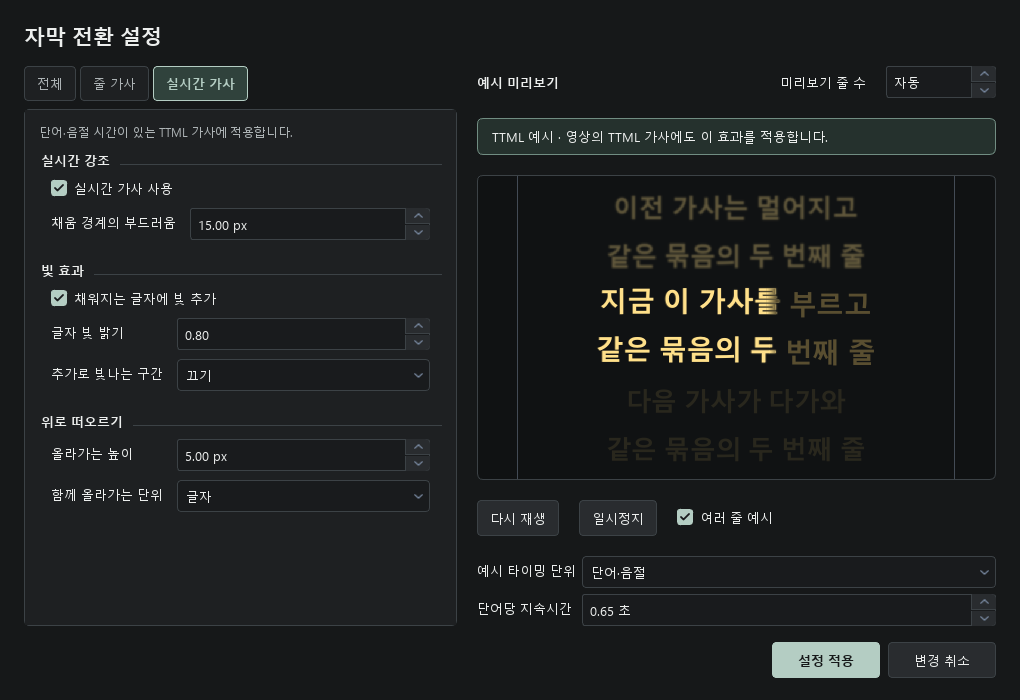 자막 전환 설정
전체
줄 가사
실시간 가사
단어·음절 시간이 있는 TTML 가사에 적용합니다.
실시간 강조
실시간 가사 사용
채움 경계의 부드러움
15.00 px
빛 효과
채워지는 글자에 빛 추가
글자 빛 밝기
0.80
추가로 빛나는 구간
끄기
위로 떠오르기
올라가는 높이
5.00 px
함께 올라가는 단위
글자
예시 미리보기
미리보기 줄 수
자동
TTML 예시 · 영상의 TTML 가사에도 이 효과를 적용합니다.
이전 가사는 멀어지고
같은 묶음의 두 번째 줄
지금 이 가사를 부르고
같은 묶음의 두 번째 줄
다음 가사가 다가와
같은 묶음의 두 번째 줄
다시 재생
일시정지
여러 줄 예시
예시 타이밍 단위
단어·음절
단어당 지속시간
0.65 초
설정 적용
변경 취소